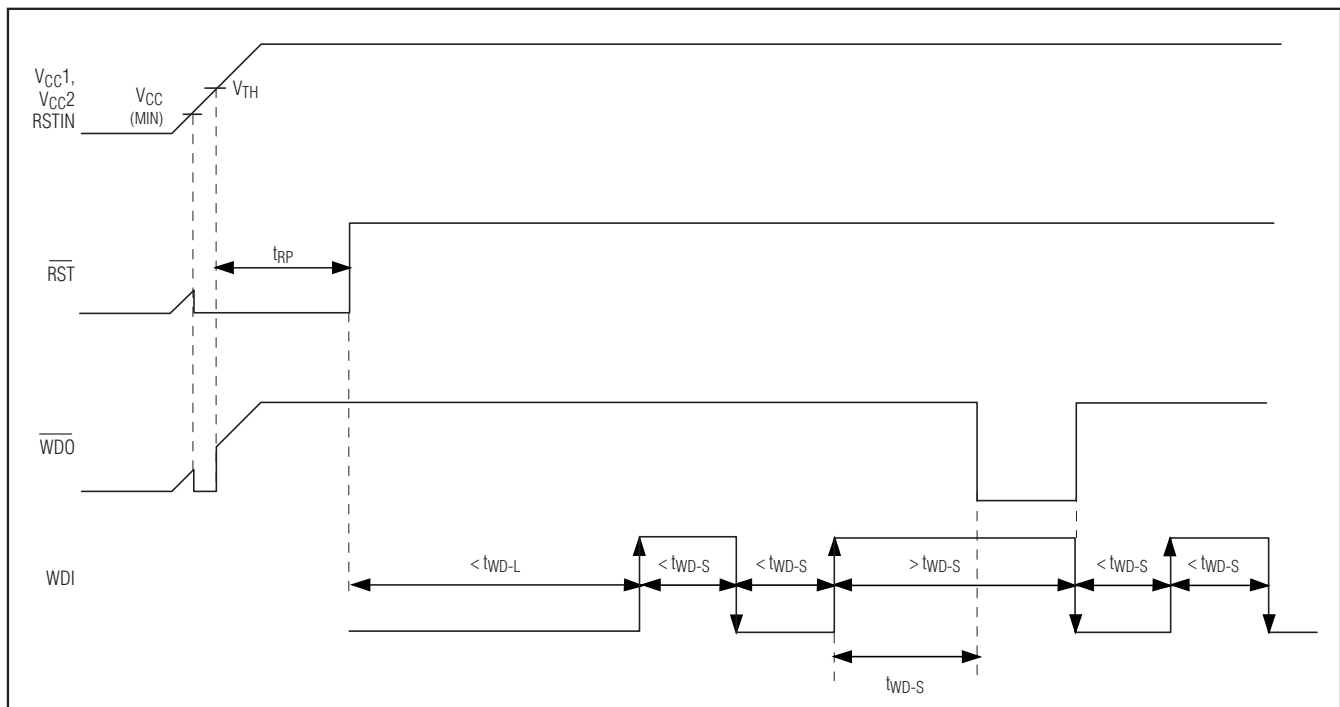 VCC1,
VCC2
RSTIN
VCC
(MIN)
VTH
RST
tRP
WDO
WDI
< tWD-L
< tWD-S
< tWD-S
> tWD-S
< tWD-S
< tWD-S
tWD-S